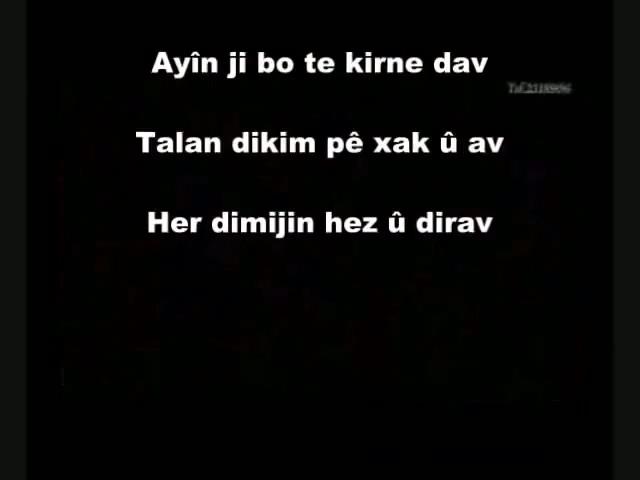 Ayîn ji bo te kirne dav
Talan dikim pê xak û av
Her dimijin hez û dirav